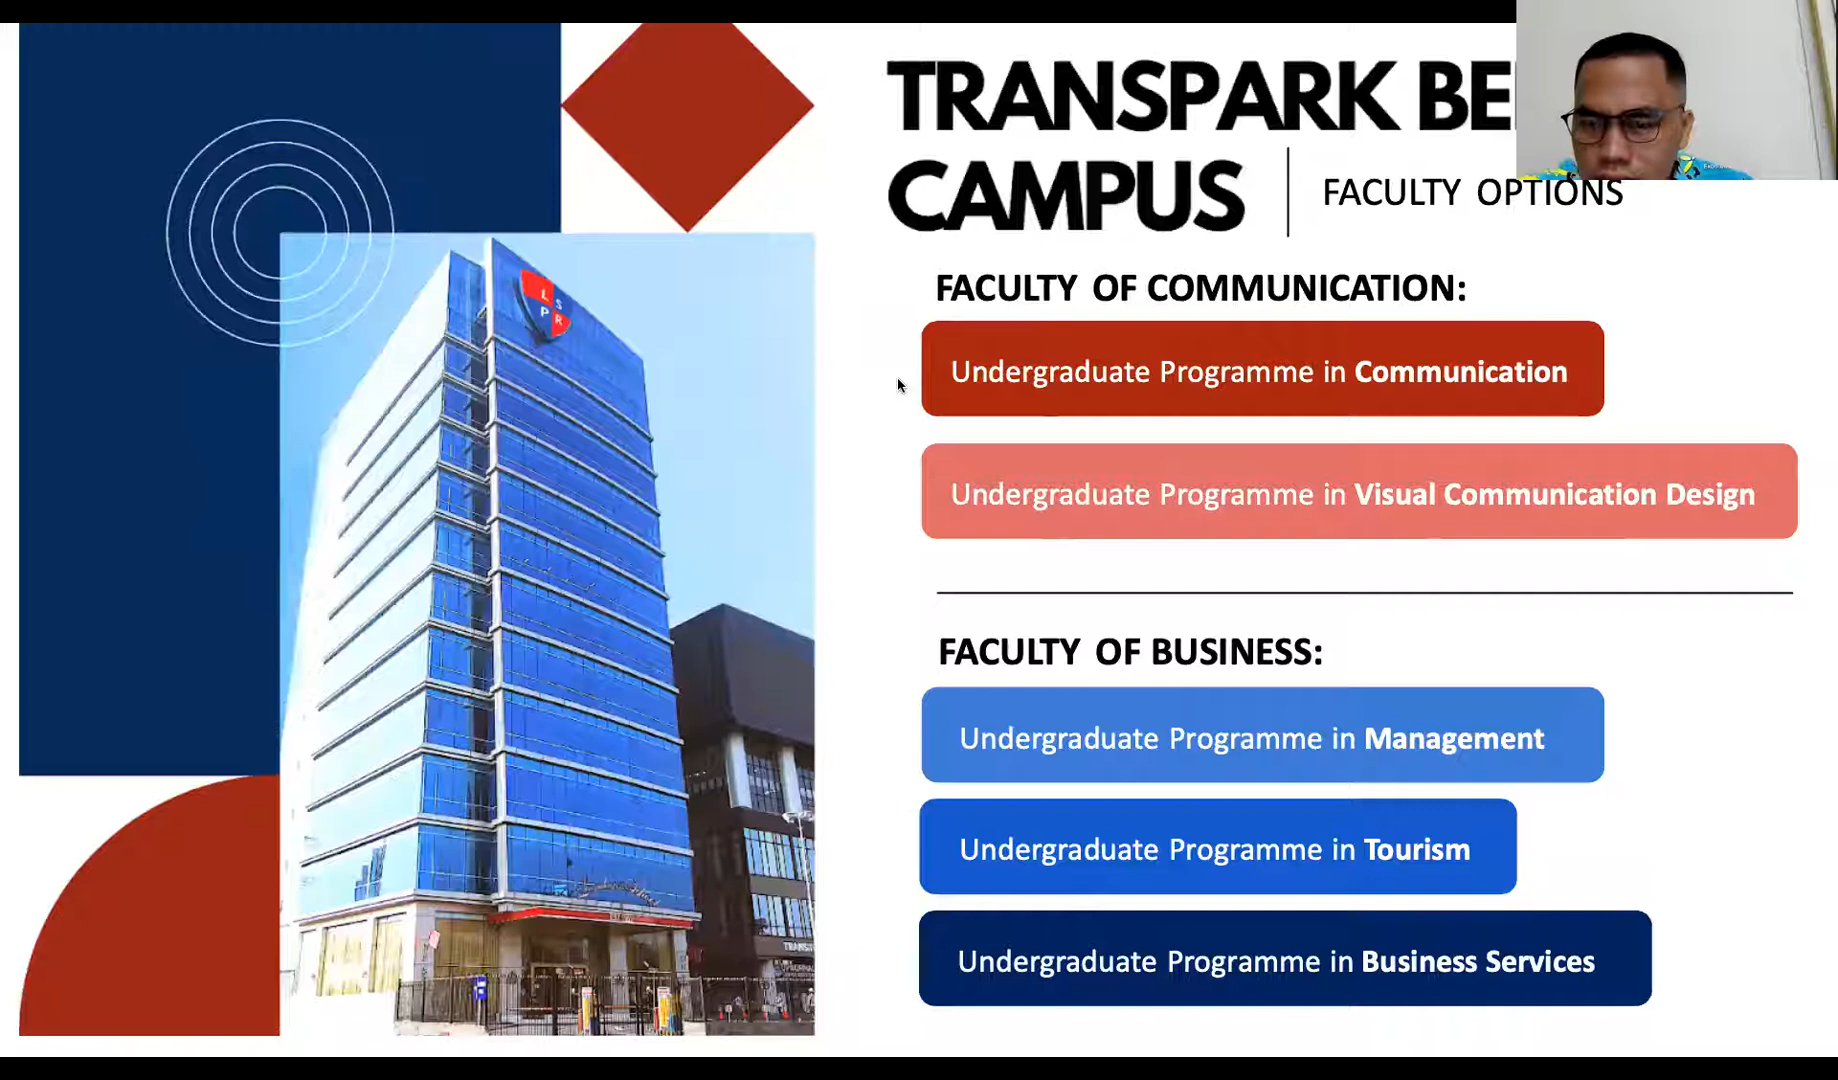 TRANSPARK
CAMPUS
FACULTY OPTIONS
L S
P R
FACULTY OF COMMUNICATION:
Undergraduate Programme in Communication
Undergraduate Programme in Visual Communication Design
FACULTY OF BUSINESS:
Undergraduate Programme in Management
Undergraduate Programme in Tourism
Undergraduate Programme in Business Services